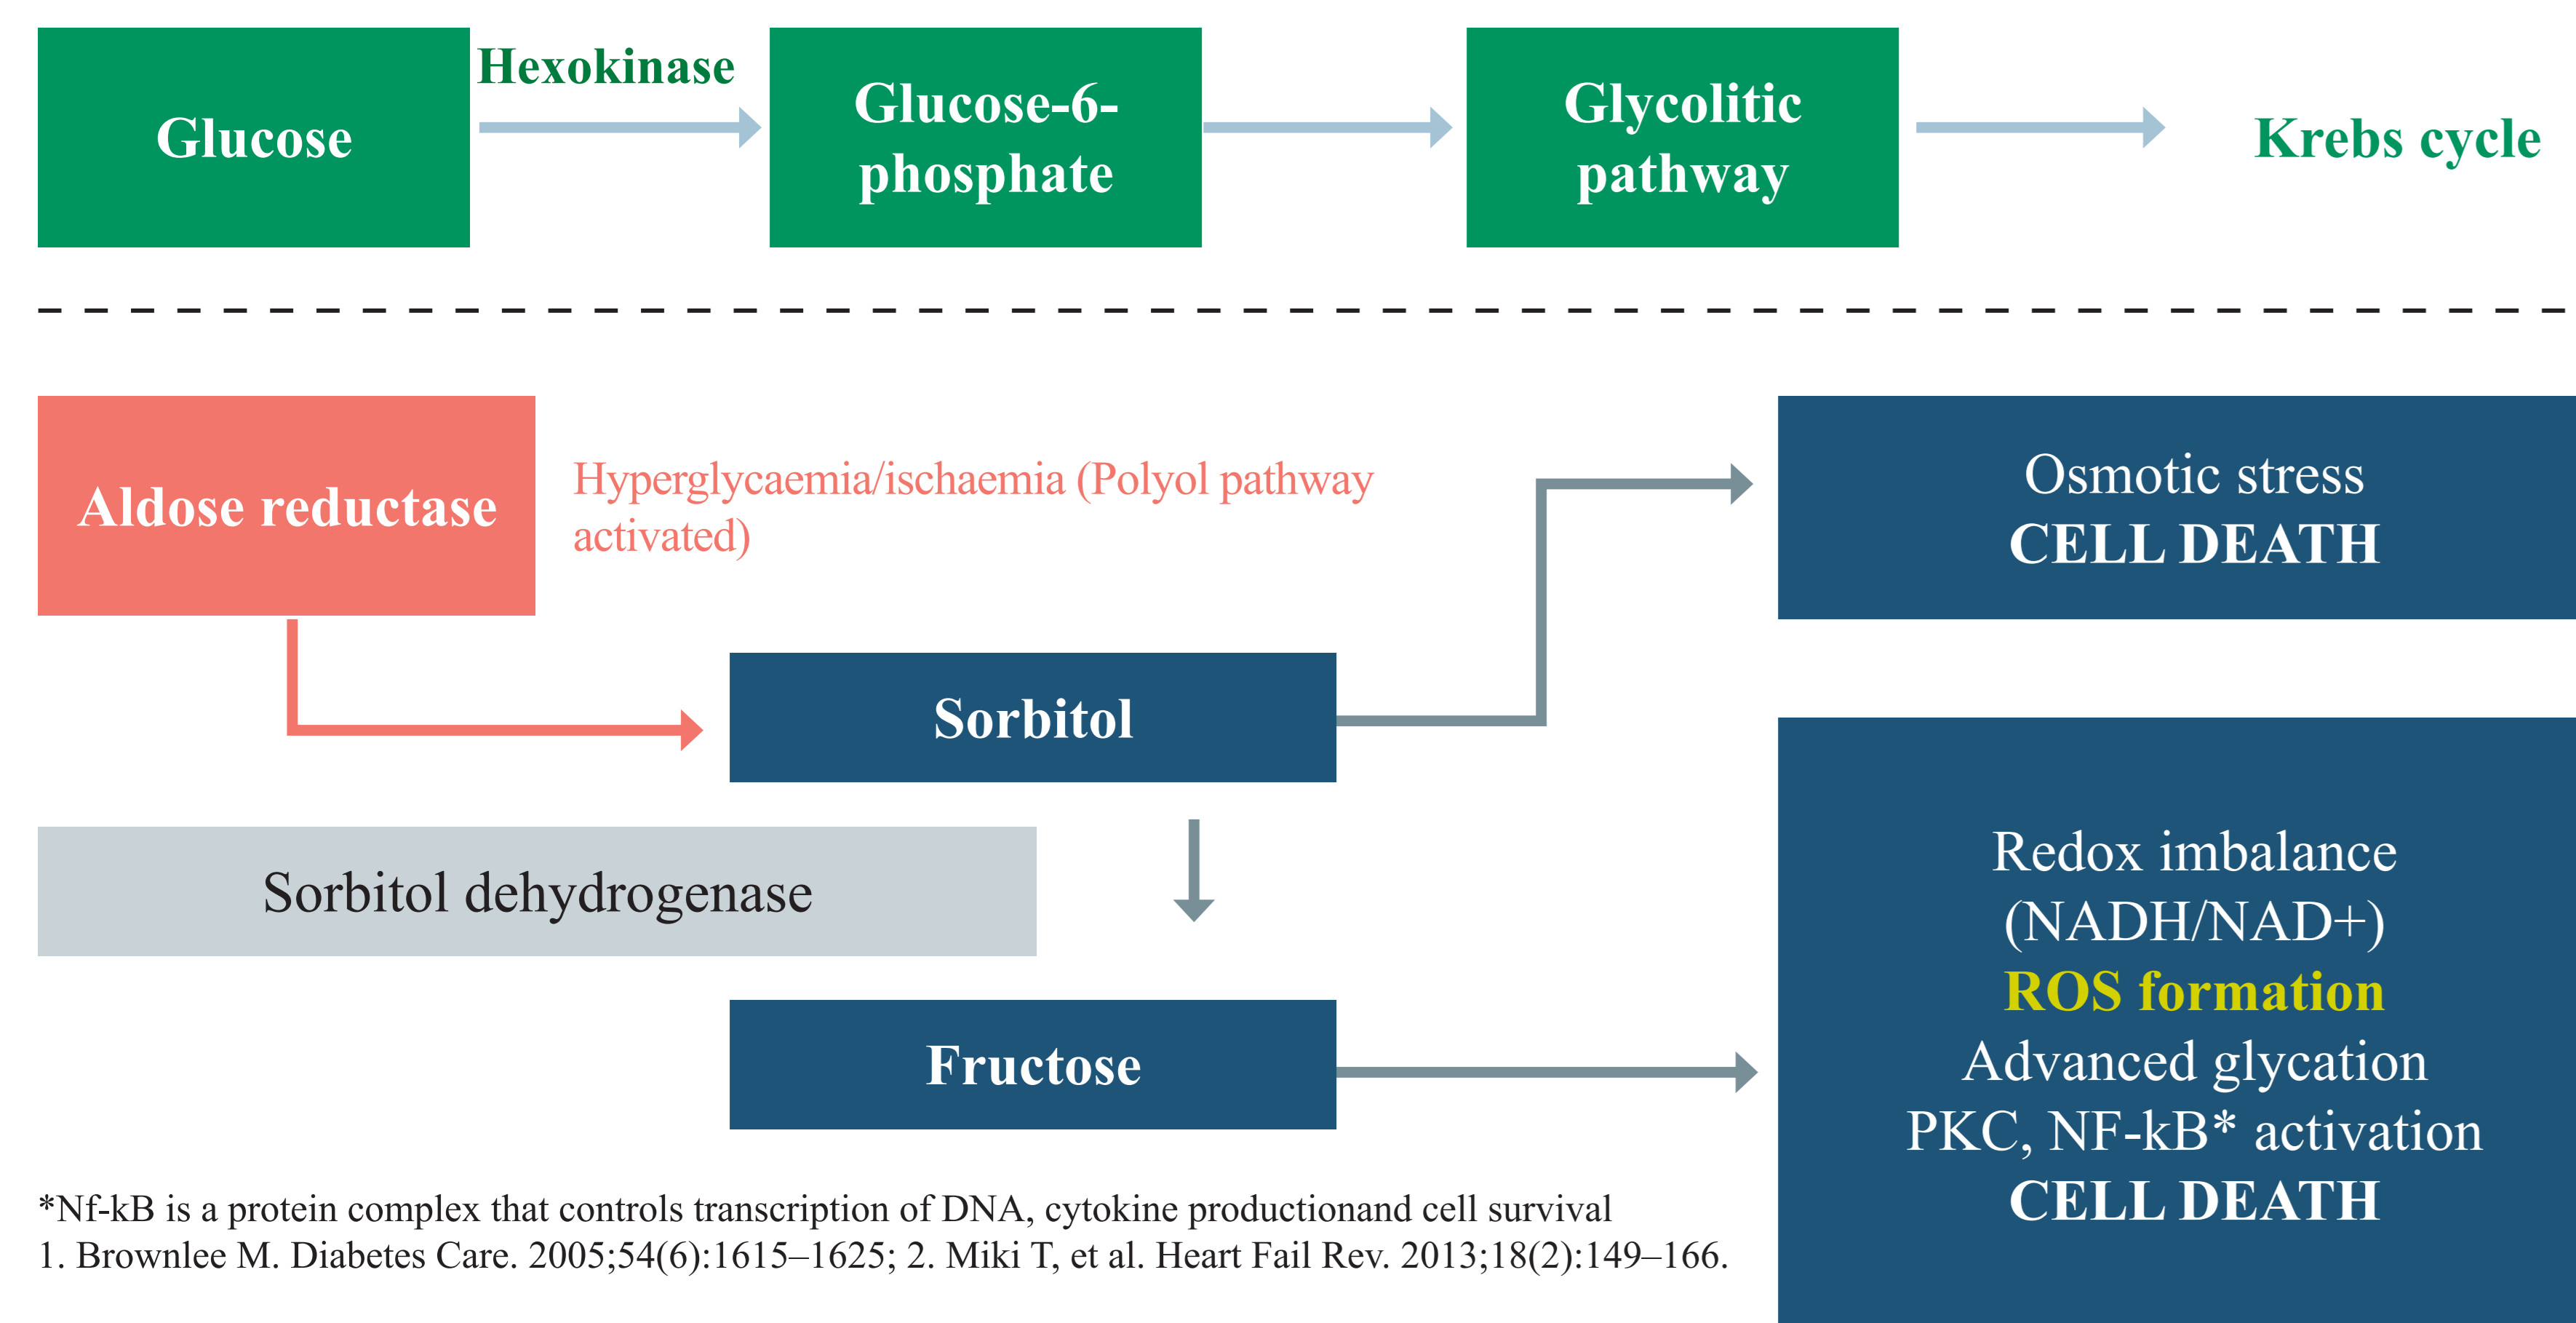 Glucose
Hexokinase
Glucose-6-
phosphate
Glycolitic
pathway
Krebs cycle
Aldose reductase
Hyperglycaemia/ischaemia (Polyol pathway
activated)
Osmotic stress
CELL DEATH
Sorbitol
Sorbitol dehydrogenase
Fructose
Redox imbalance
(NADH/NAD+)
ROS formation
Advanced glycation
PKC, NF-kB* activation
CELL DEATH
*Nf-kB is a protein complex that controls transcription of DNA, cytokine productionand cell survival
1. Brownlee M. Diabetes Care. 2005;54(6):1615–1625; 2. Miki T, et al. Heart Fail Rev. 2013;18(2):149–166.